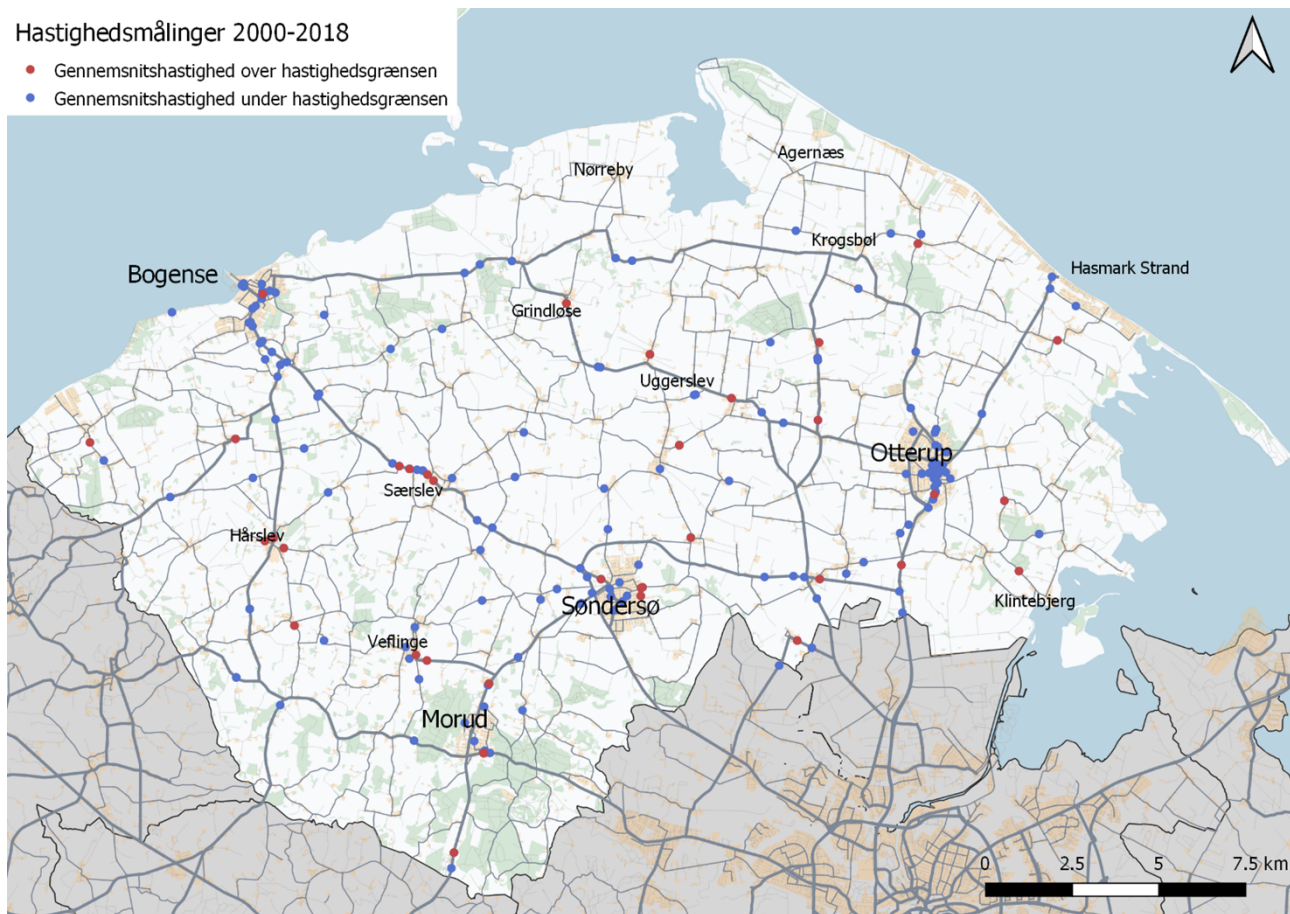 Hastighedsmålinger 2000-2018
Gennemsnitshastighed over hastighedsgrænsen
Gennemsnitshastighed under hastighedsgrænsen
Agernæs
Nørreby
Krogsbøl
Hasmark Strand
Bogense
Grindløse
Uggerslev
Otterup
Særslev
Hårslev
Klintebjerg
Søndersø
Veflinge
Morud
0 2.5 5 7.5 km